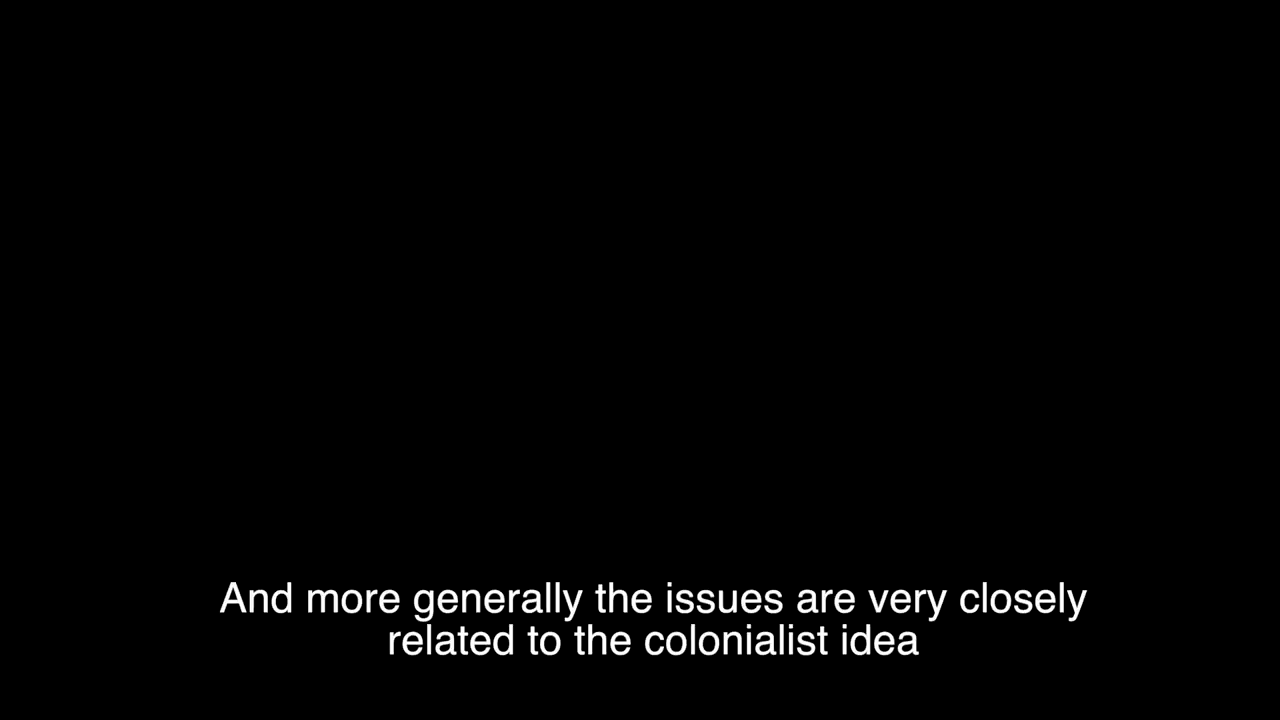 And more generally the issues are very closely
related to the colonialist idea